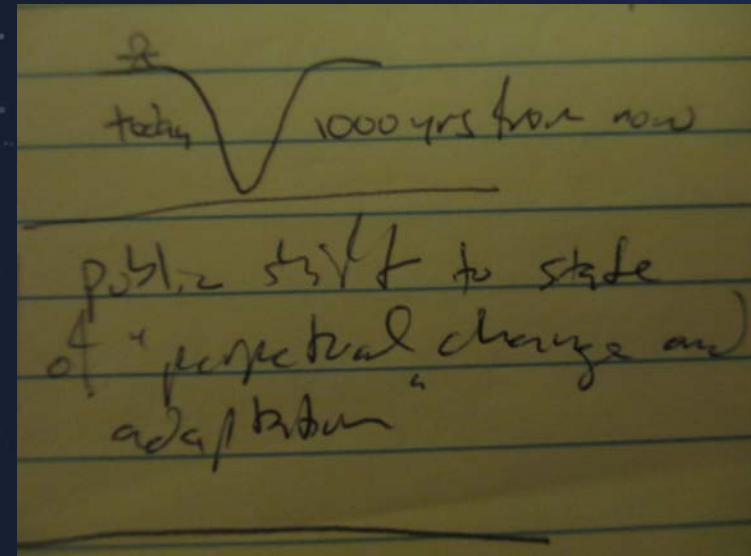 today
1000 yrs from now
public shift to state
of "perpetual change and
adaptation"